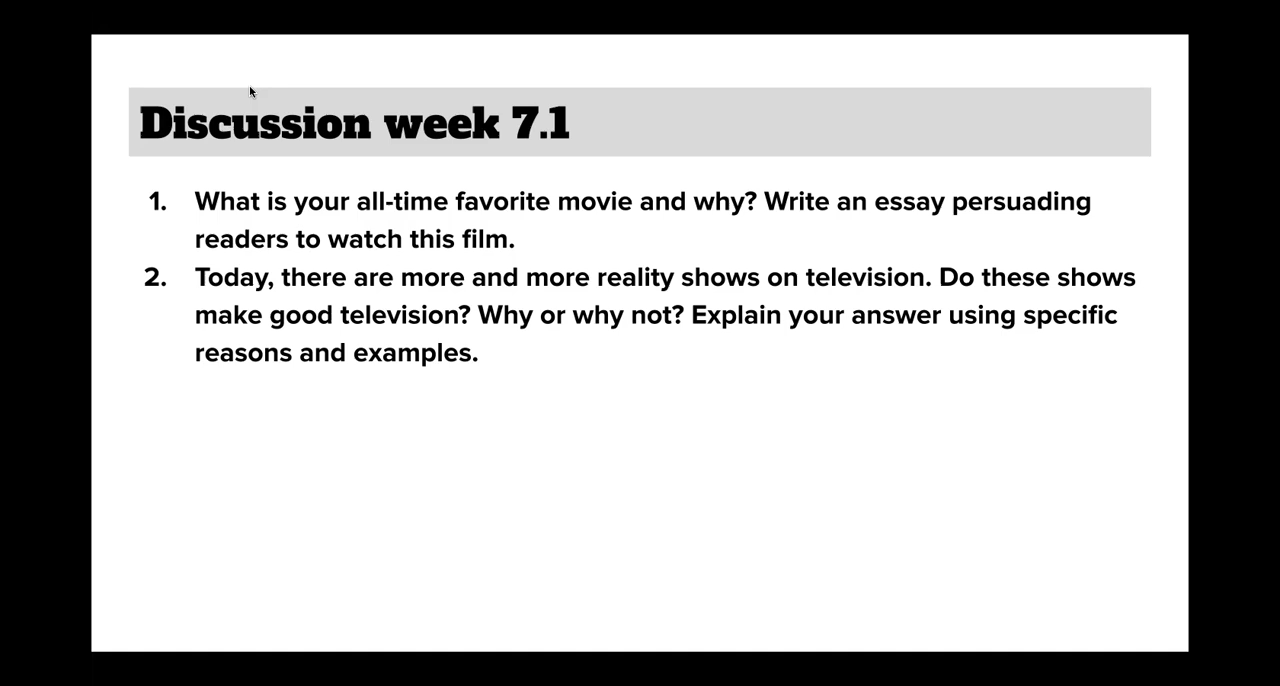 Discussion week 7.1
1. What is your all-time favorite movie and why? Write an essay persuading
readers to watch this film.
2. Today, there are more and more reality shows on television. Do these shows
make good television? Why or why not? Explain your answer using specific
reasons and examples.